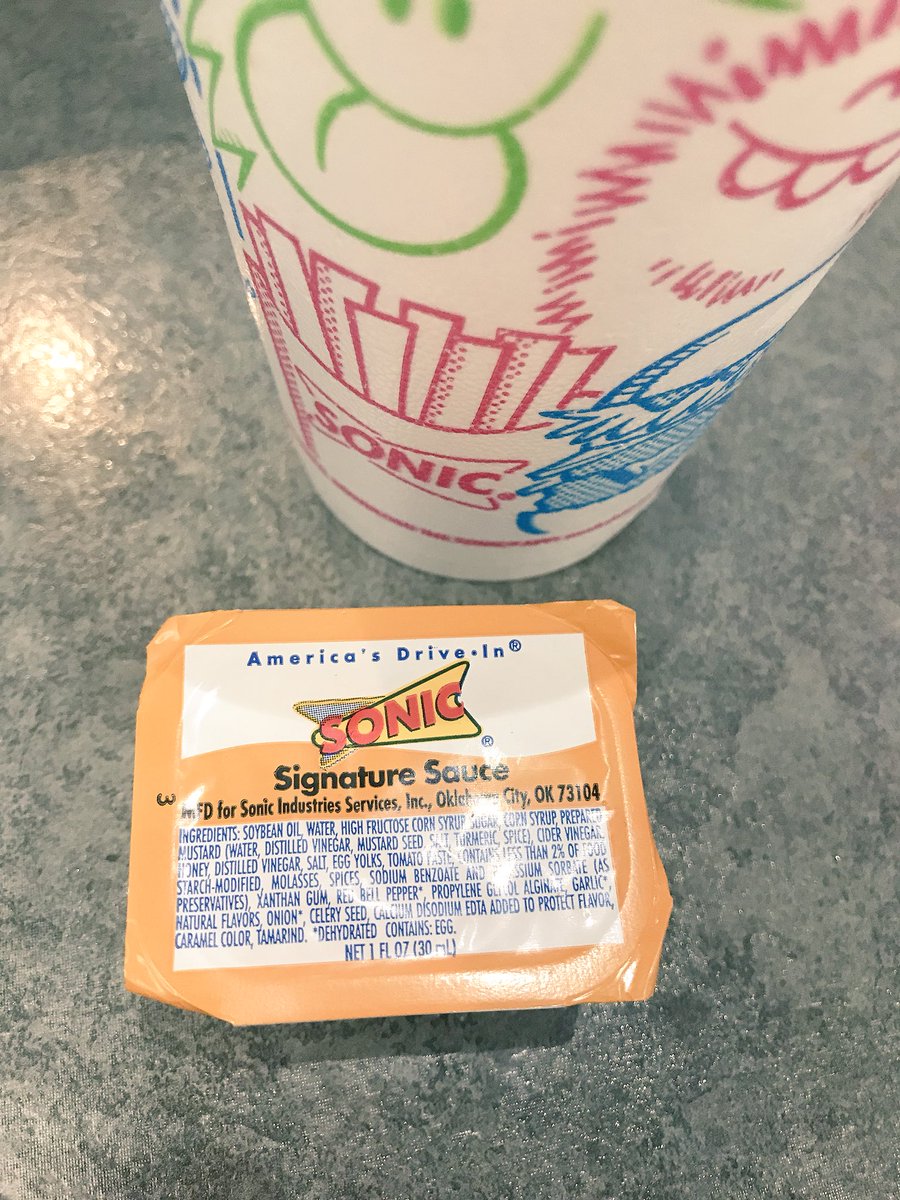 SONIC.
America's Drive-In®
SONIC®
Signature Sauce
3
MFD for Sonic Industries Services, Inc., Oklahoma City, OK 73104
INGREDIENTS: SOYBEAN OIL, WATER, HIGH FRUCTOSE CORN SYRUP, SUGAR, CORN SYRUP, PREPARED
MUSTARD (WATER, DISTILLED VINEGAR, MUSTARD SEED, SALT, TURMERIC, SPICE), CIDER VINEGAR,
HONEY, DISTILLED VINEGAR, SALT, EGG YOLKS, TOMATO PASTE, CONTAINS LESS THAN 2% OF FOOD
STARCH-MODIFIED, MOLASSES, SPICES, SODIUM BENZOATE AND POTASSIUM SORBATE (AS
PRESERVATIVES), XANTHAN GUM, RED BELL PEPPER*, PROPYLENE GLYCOL ALGINATE, GARLIC*,
NATURAL FLAVORS, ONION*, CELERY SEED, CALCIUM DISODIUM EDTA ADDED TO PROTECT FLAVOR,
CARAMEL COLOR, TAMARIND. *DEHYDRATED CONTAINS: EGG.
NET 1 FL OZ (30 mL)